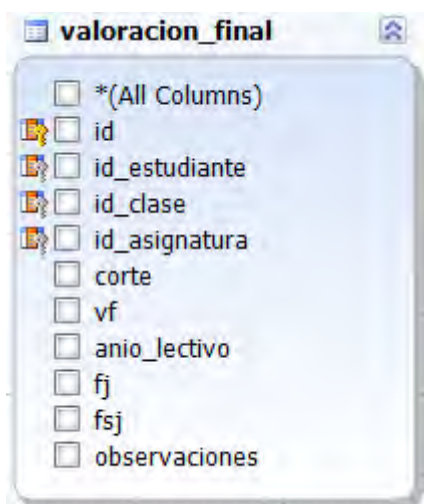 valoracion_final
*(All Columns)
id
id_estudiante
id_clase
id_asignatura
corte
vf
anio_lectivo
fj
fsj
observaciones